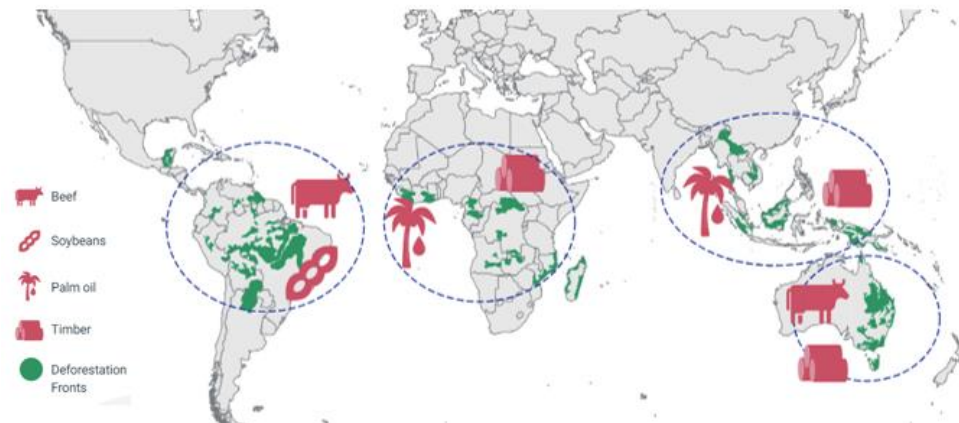 Beef
Soybeans
Palm oil
Timber
Deforestation
Fronts